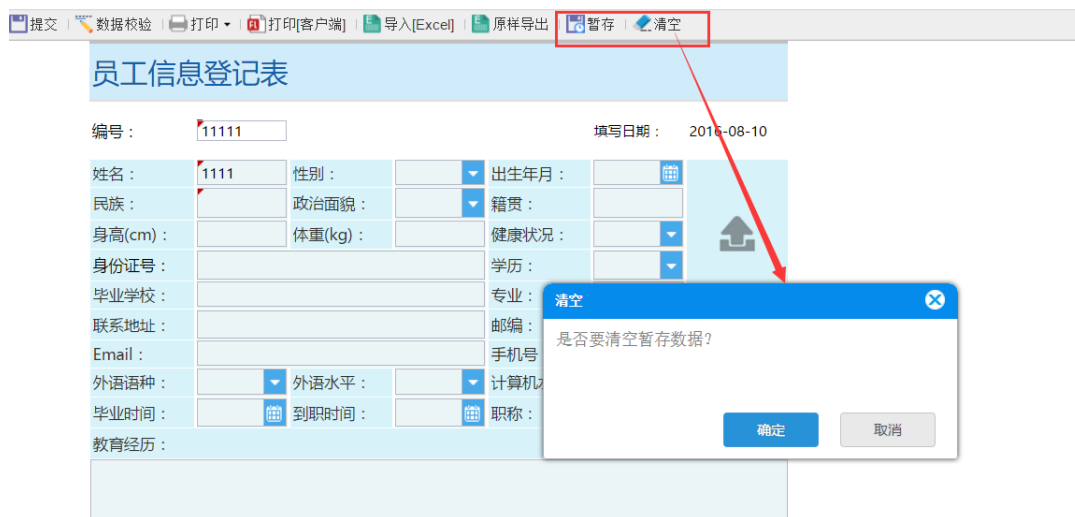 提交 数据校验 打印 打印[客户端] 导入[Excel] 原样导出 暂存 清空
员工信息登记表
编号： 11111 填写日期： 2016-08-10
姓名： 1111 性别： 出生年月：
民族： 政治面貌： 籍贯：
身高(cm)： 体重(kg)： 健康状况：
身份证号： 学历：
毕业学校： 专业：
联系地址： 邮编：
Email： 手机号
外语语种： 外语水平： 计算机
毕业时间： 到职时间： 职称：
教育经历：
清空
是否要清空暂存数据?
确定 取消